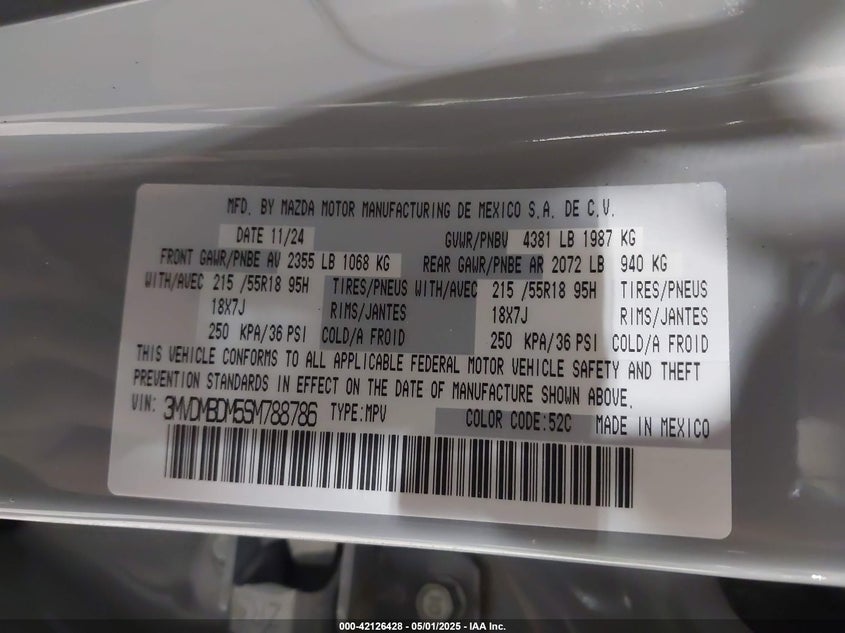 MFD. BY MAZDA MOTOR MANUFACTURING DE MEXICO S.A. DE C.V.
DATE 11/24 GVWR/PNBV 4381 LB 1987 KG
FRONT GAWR/PNBE AV 2355 LB 1068 KG REAR GAWR/PNBE AR 2072 LB 940 KG
WITH/AVEC 215 /55R18 95H TIRES/PNEUS WITH/AVEC 215 /55R18 95H TIRES/PNEUS
18X7J RIMS/JANTES 18X7J RIMS/JANTES
250 KPA/36 PSI COLD/A FROID 250 KPA/36 PSI COLD/A FROID
THIS VEHICLE CONFORMS TO ALL APPLICABLE FEDERAL MOTOR VEHICLE SAFETY AND THEFT
PREVENTION STANDARDS IN EFFECT ON THE DATE OF MANUFACTURE SHOWN ABOVE.
VIN: 3MVDMBDM5SM788786 TYPE:MPV COLOR CODE:52C MADE IN MEXICO
000-42126428 - 05/01/2025 - IAA Inc.